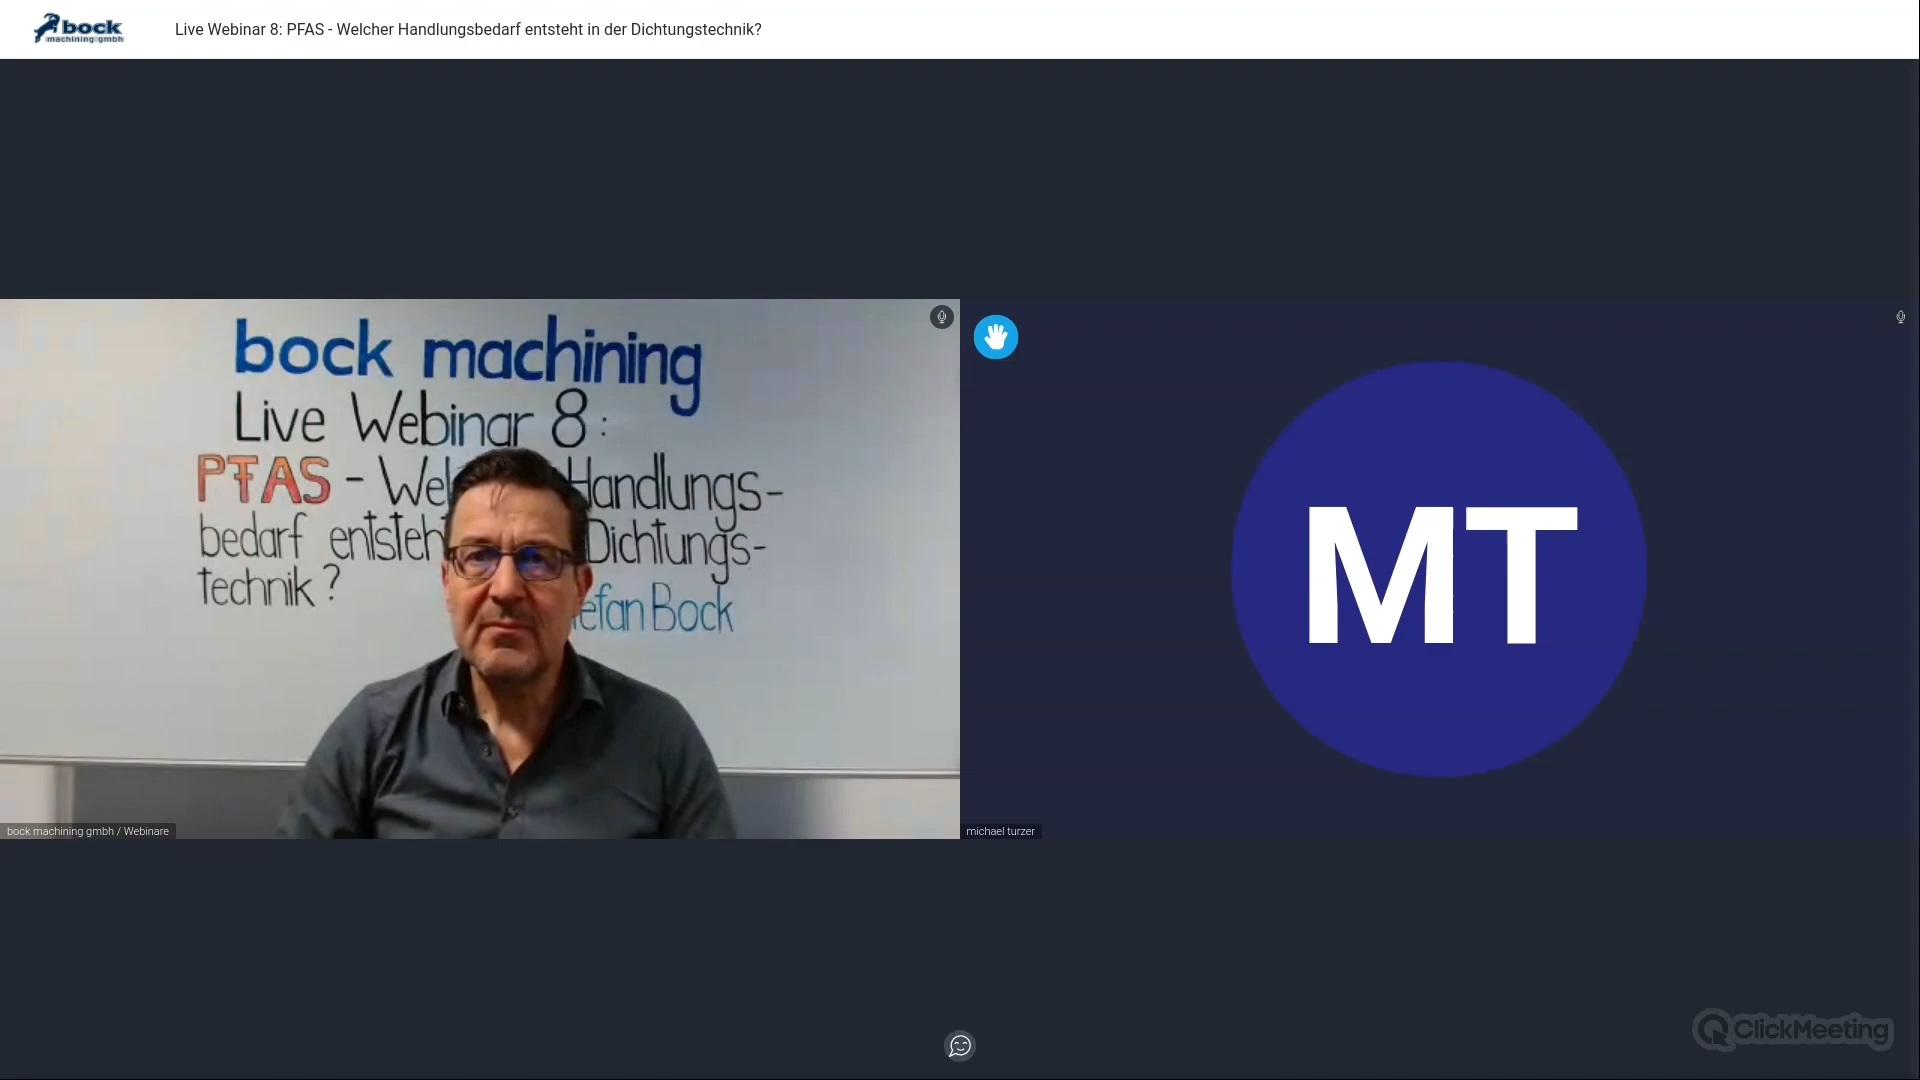 bock
machining gmbh
Live Webinar 8: PFAS - Welcher Handlungsbedarf entsteht in der Dichtungstechnik?
bock machining
Live Webinar 8:
PFAS - Wel Handlungs-
bedarf entsteh Dichtungs-
technik?
efan Bock
bock machining gmbh / Webinare
MT
michael turzer
ClickMeeting